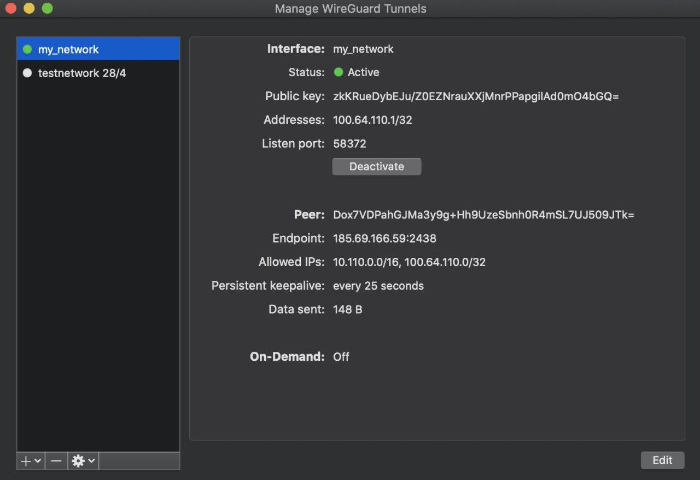 Manage WireGuard Tunnels
my_network
testnetwork 28/4
Interface: my_network
Status: Active
Public key: zkKRueDybEJu/Z0EZNrauXXjMnrPPapgilAd0mO4bGQ=
Addresses: 100.64.110.1/32
Listen port: 58372
Deactivate
Peer: Dox7VDPahGJMa3y9g+Hh9UzeSbnh0R4mSL7UJ509JTk=
Endpoint: 185.69.166.59:2438
Allowed IPs: 10.110.0.0/16, 100.64.110.0/32
Persistent keepalive: every 25 seconds
Data sent: 148 B
On-Demand: Off
Edit